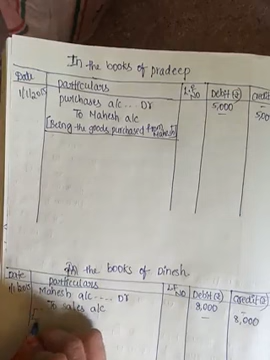 In the books of pradeep
Date particulars L.F NO Debit(₹) credit
1/1/2015 purchases a/c.... Dr 5,000
To Mahesh a/c 500
[Being the goods purchased from Mahesh]
In the books of Dinesh
Date particulars L.F NO Debit(₹) credit(₹)
Mahesh a/c..... Dr 8,000
To sales a/c 8,000